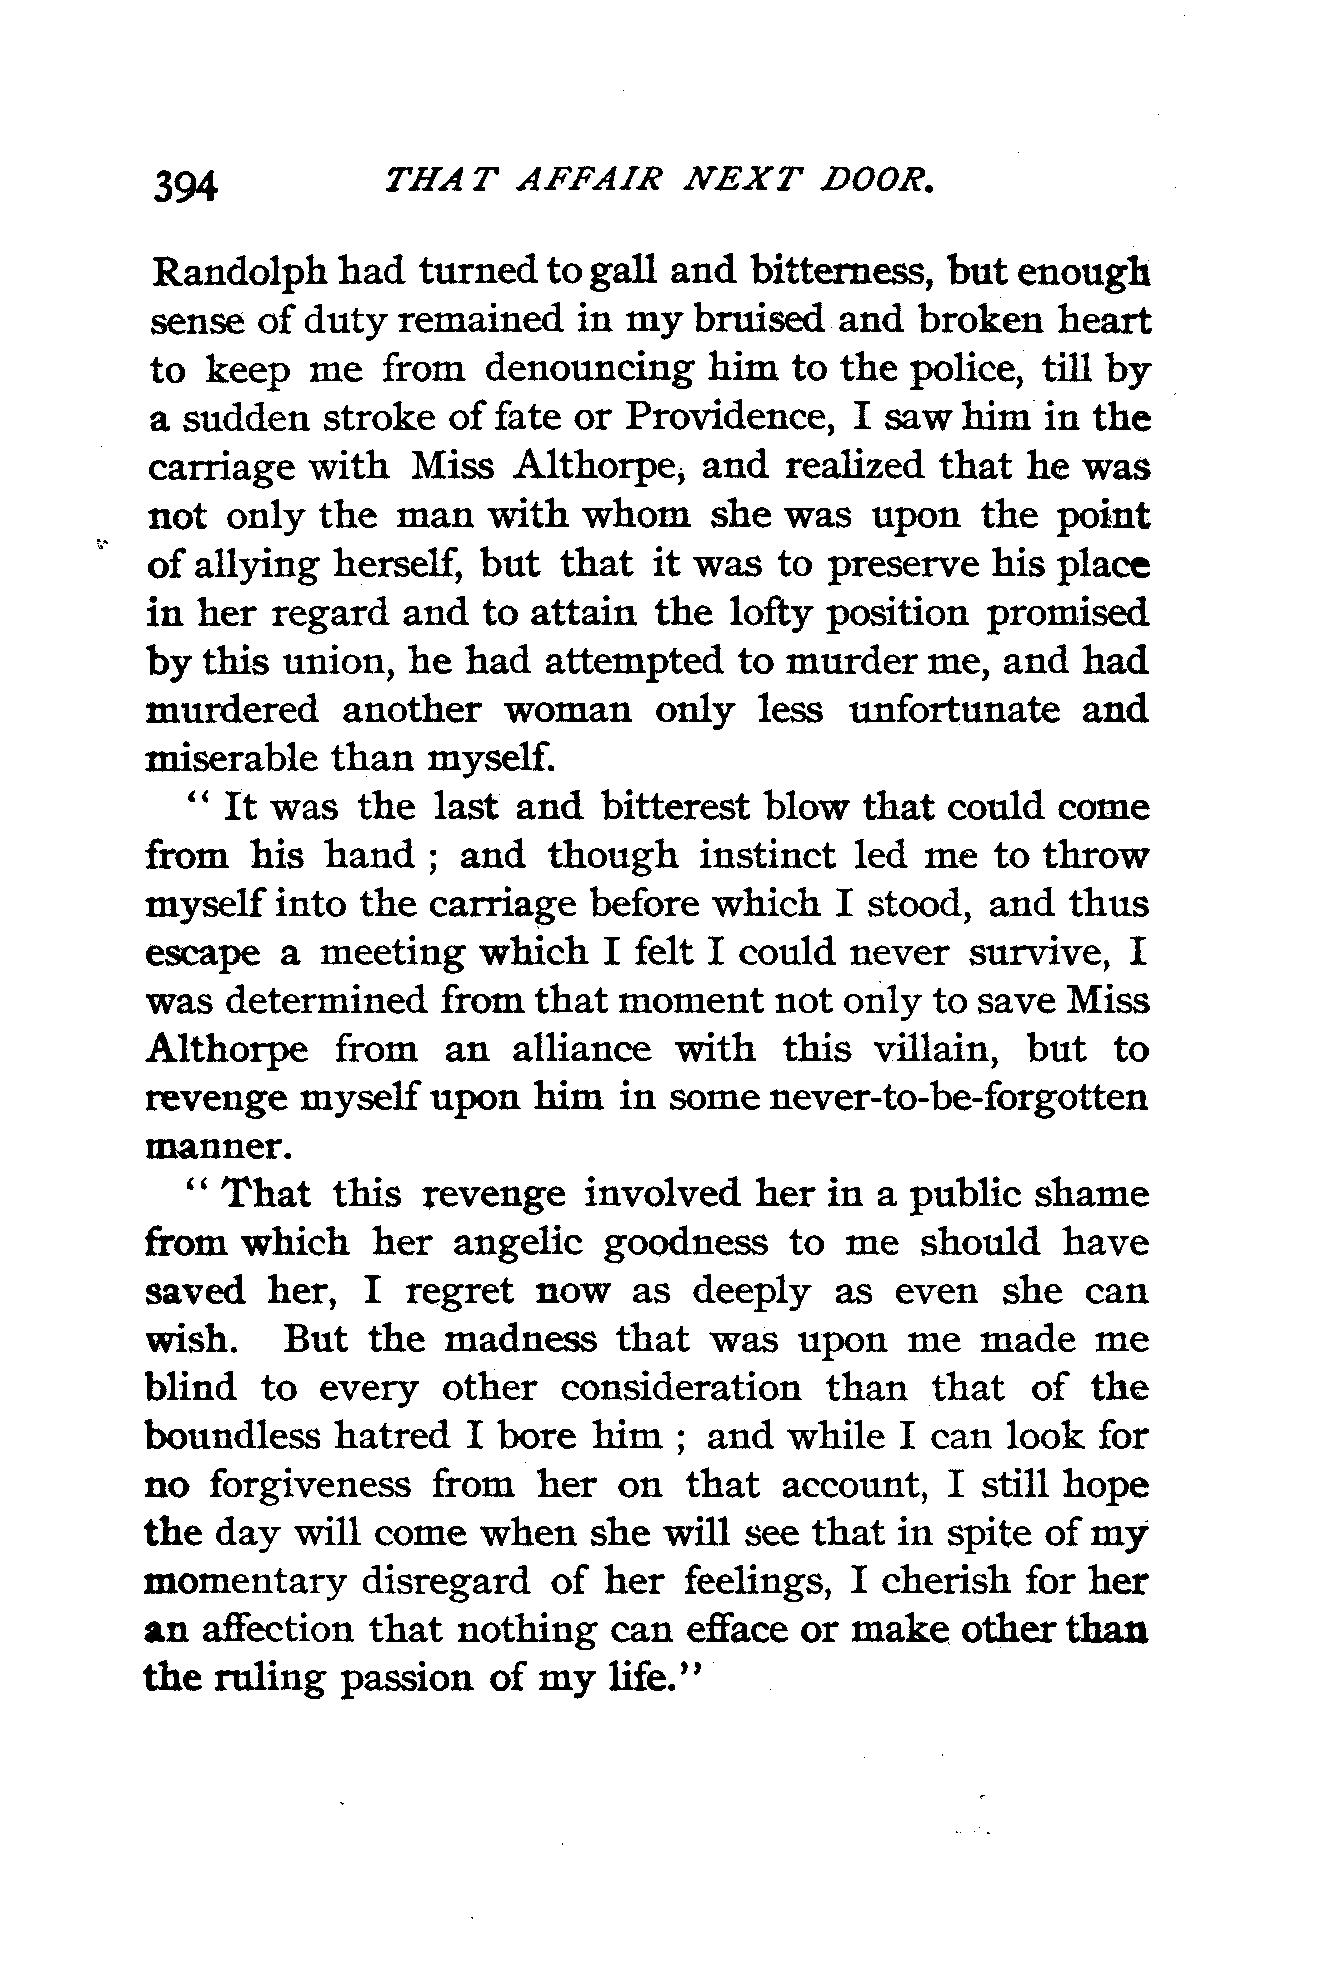 394 THAT AFFAIR NEXT DOOR.
Randolph had turned to gall and bitterness, but enough
sense of duty remained in my bruised and broken heart
to keep me from denouncing him to the police, till by
a sudden stroke of fate or Providence, I saw him in the
carriage with Miss Althorpe, and realized that he was
not only the man with whom she was upon the point
of allying herself, but that it was to preserve his place
in her regard and to attain the lofty position promised
by this union, he had attempted to murder me, and had
murdered another woman only less unfortunate and
miserable than myself.
“ It was the last and bitterest blow that could come
from his hand ; and though instinct led me to throw
myself into the carriage before which I stood, and thus
escape a meeting which I felt I could never survive, I
was determined from that moment not only to save Miss
Althorpe from an alliance with this villain, but to
revenge myself upon him in some never-to-be-forgotten
manner.
“ That this revenge involved her in a public shame
from which her angelic goodness to me should have
saved her, I regret now as deeply as even she can
wish. But the madness that was upon me made me
blind to every other consideration than that of the
boundless hatred I bore him ; and while I can look for
no forgiveness from her on that account, I still hope
the day will come when she will see that in spite of my
momentary disregard of her feelings, I cherish for her
an affection that nothing can efface or make other than
the ruling passion of my life.”